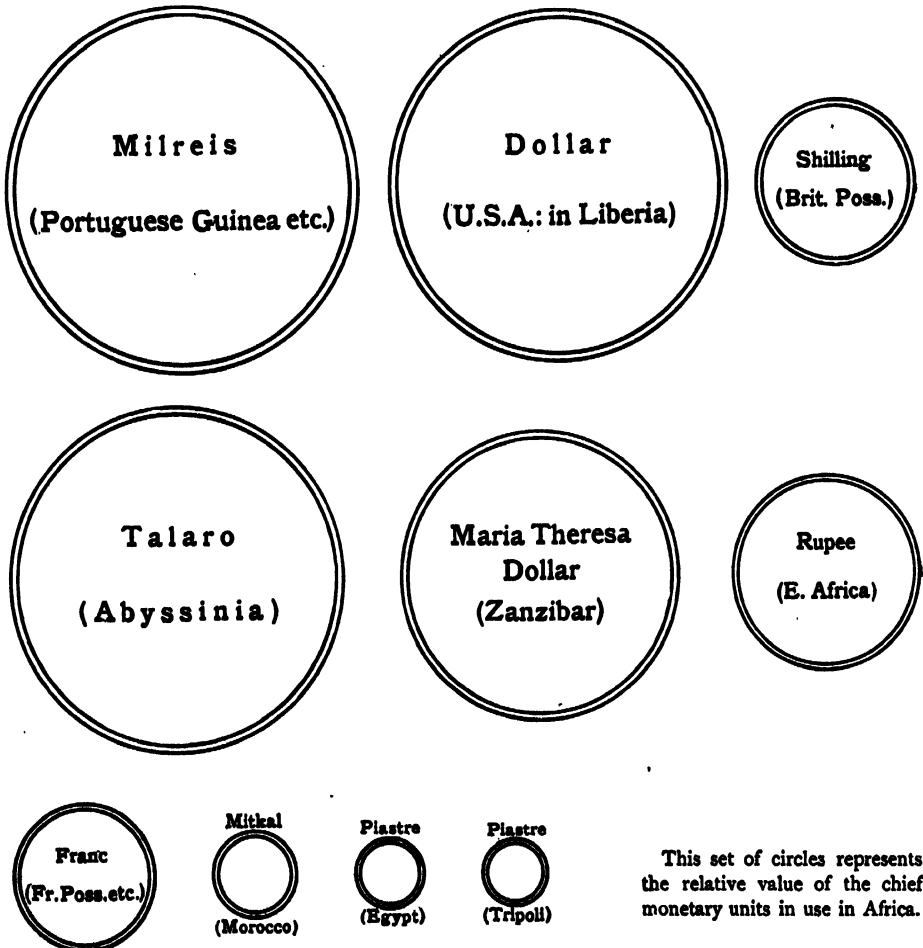 Milreis
(Portuguese Guinea etc.)
Dollar
(U.S.A.: in Liberia)
Shilling
(Brit. Poss.)
Talaro
(Abyssinia)
Maria Theresa
Dollar
(Zanzibar)
Rupee
(E. Africa)
Franc
(Fr. Poss. etc.)
Mitkal
(Morocco)
Piastre
(Egypt)
Piastre
(Tripoli)
This set of circles represents
the relative value of the chief
monetary units in use in Africa.